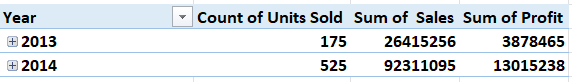 Year Count of Units Sold Sum of  Sales Sum of Profit
2013 175 26415256 3878465
2014 525 92311095 13015238